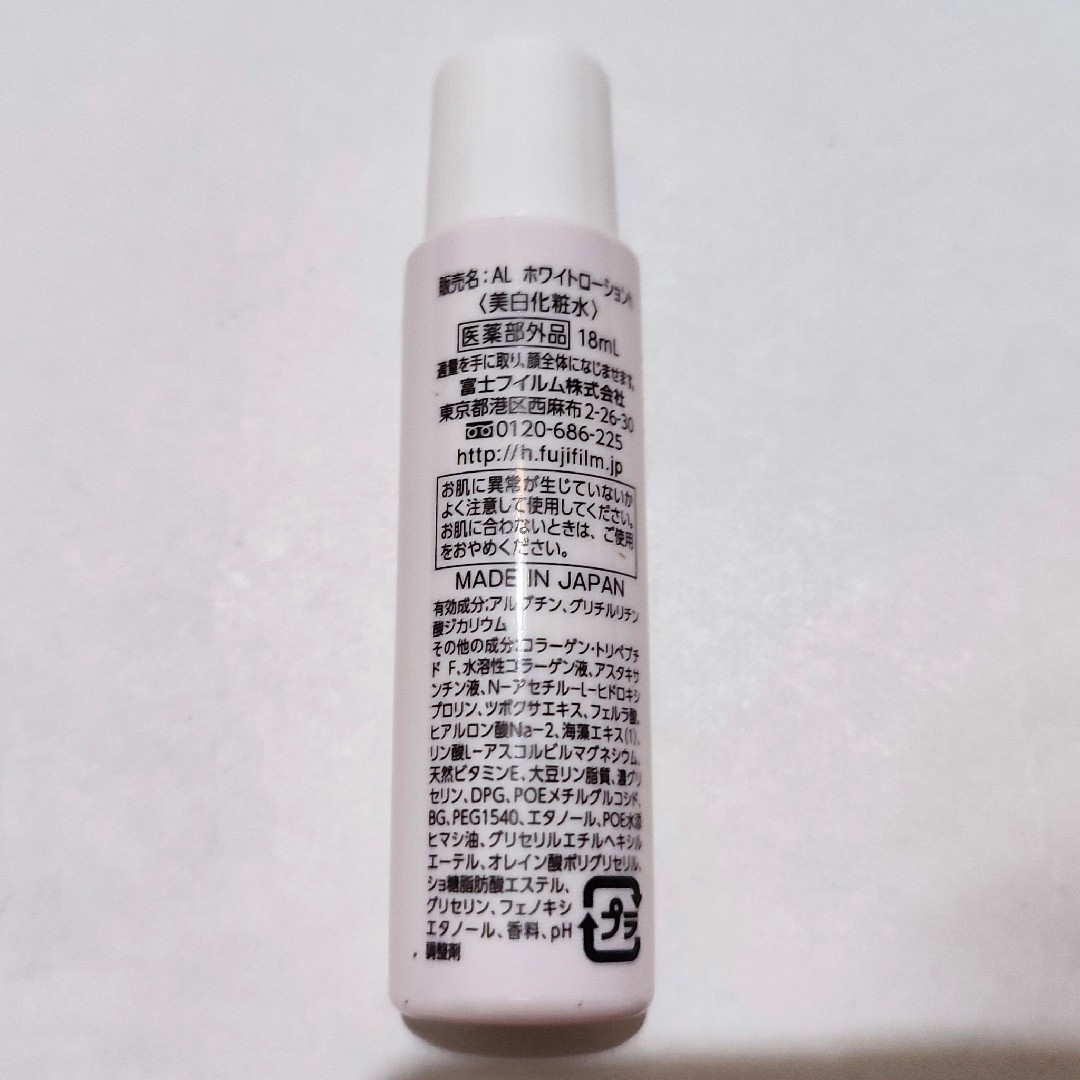 販売名:AL ホワイトローション
〈美白化粧水〉
医薬部外品 18mL
適量を手に取り、顔全体になじませます。
富士フイルム株式会社
東京都港区西麻布2-26-30
0120-686-225
http://h.fujifilm.jp
お肌に異常が生じていないか
よく注意して使用してください。
お肌に合わないときは、ご使用
をおやめください。
MADE IN JAPAN
有効成分:アルブチン、グリチルリチン
酸ジカリウム
その他の成分:コラーゲン・トリペプチ
ド F、水溶性コラーゲン液、アスタキサ
ンチン液、N-アセチル-L-ヒドロキシ
プロリン、ツボクサエキス、フェルラ酸、
ヒアルロン酸Na-2、海藻エキス(1)、
リン酸L-アスコルビルマグネシウム、
天然ビタミンE、大豆リン脂質、濃グリ
セリン、DPG、POEメチルグルコシド、
BG、PEG1540、エタノール、POE水添
ヒマシ油、グリセリルエチルヘキシル
エーテル、オレイン酸ポリグリセリル、
ショ糖脂肪酸エステル、
グリセリン、フェノキシ
エタノール、香料、pH
調整剤
プラ